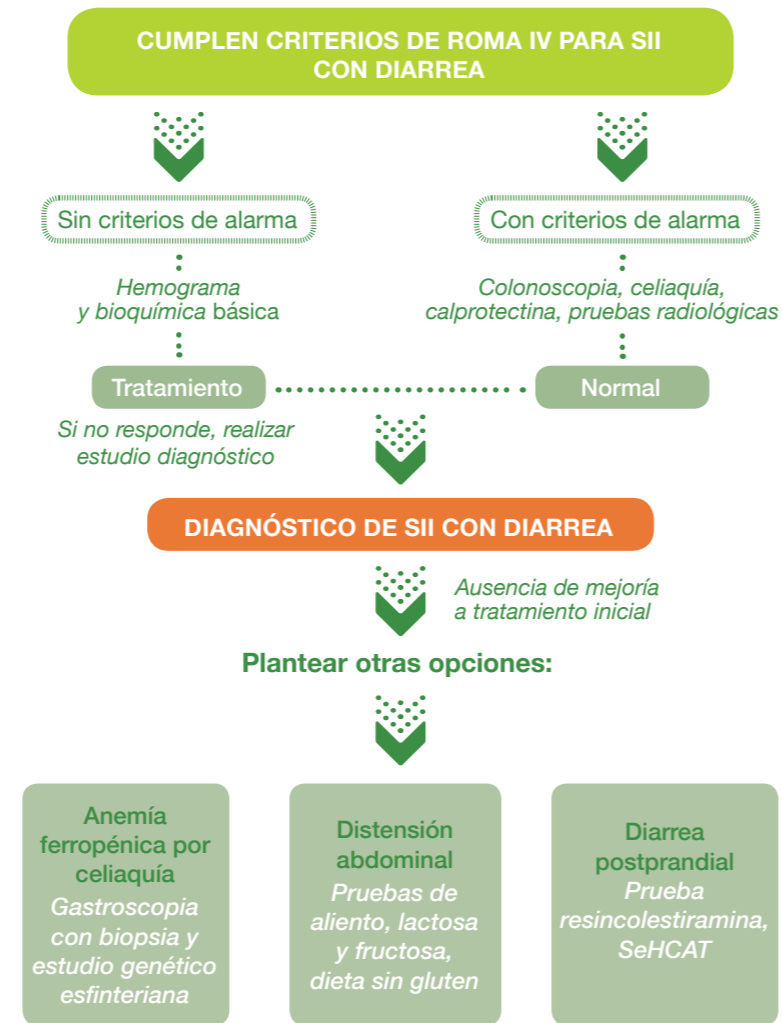 CUMPLEN CRITERIOS DE ROMA IV PARA SII
CON DIARREA
Sin criterios de alarma
Con criterios de alarma
Hemograma
y bioquímica básica
Colonoscopia, celiaquía,
calprotectina, pruebas radiológicas
Tratamiento
Normal
Si no responde, realizar
estudio diagnóstico
DIAGNÓSTICO DE SII CON DIARREA
Ausencia de mejoría
a tratamiento inicial
Plantear otras opciones:
Anemía
ferropénica por
celiaquía
Gastroscopia
con biopsia y
estudio genético
esfinteriana
Distensión
abdominal
Pruebas de
aliento, lactosa
y fructosa,
dieta sin gluten
Diarrea
postprandial
Prueba
resincolestiramina,
SeHCAT